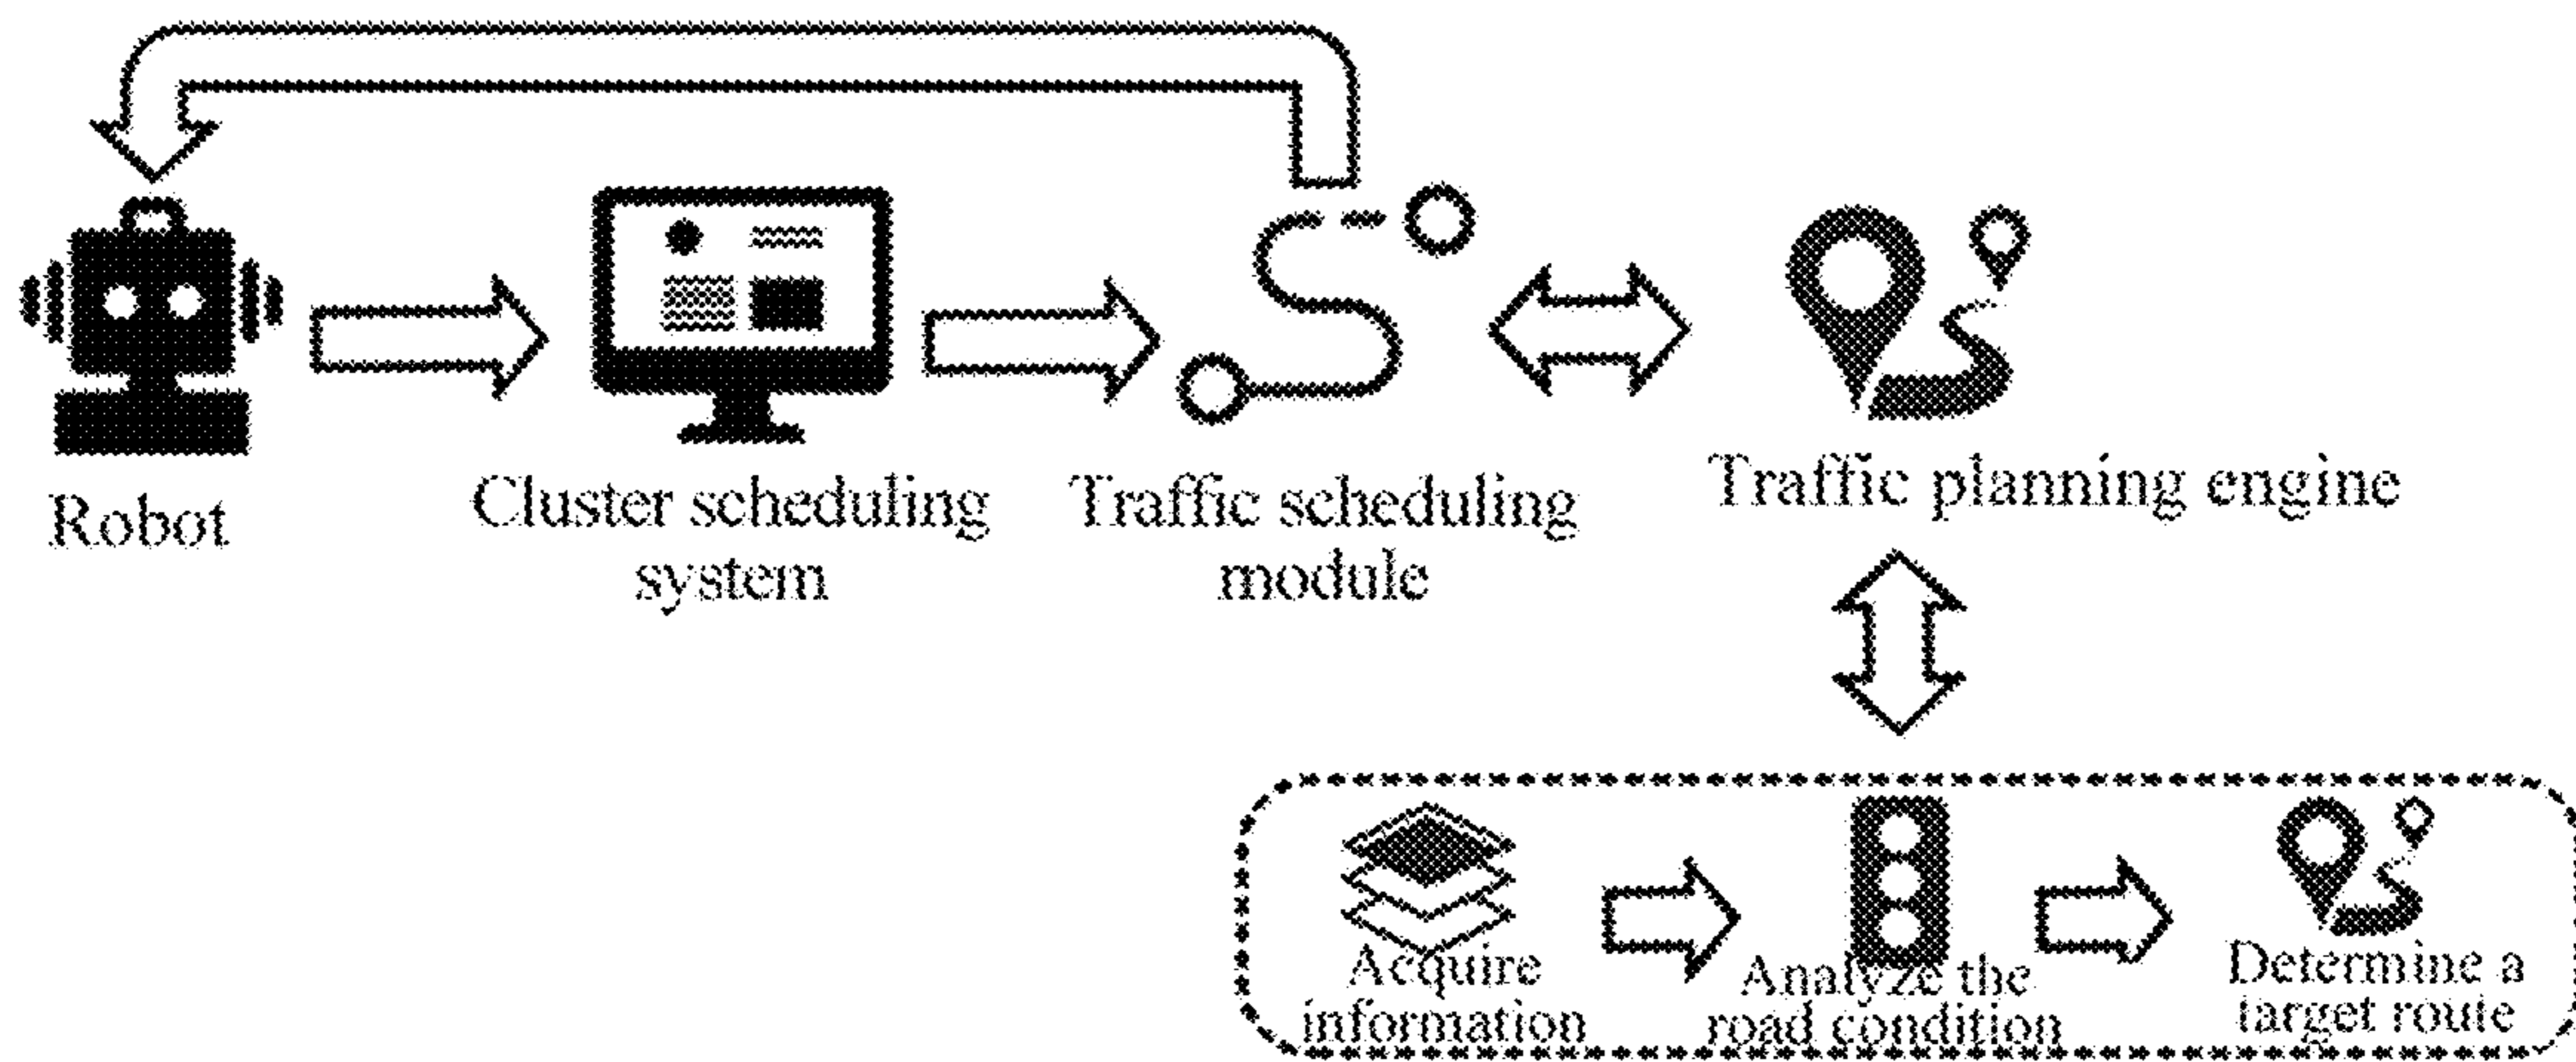 Robot
Cluster scheduling
system
Traffic scheduling
module
Traffic planning engine
Acquire
information
Analyze the
road condition
Determine a
target route